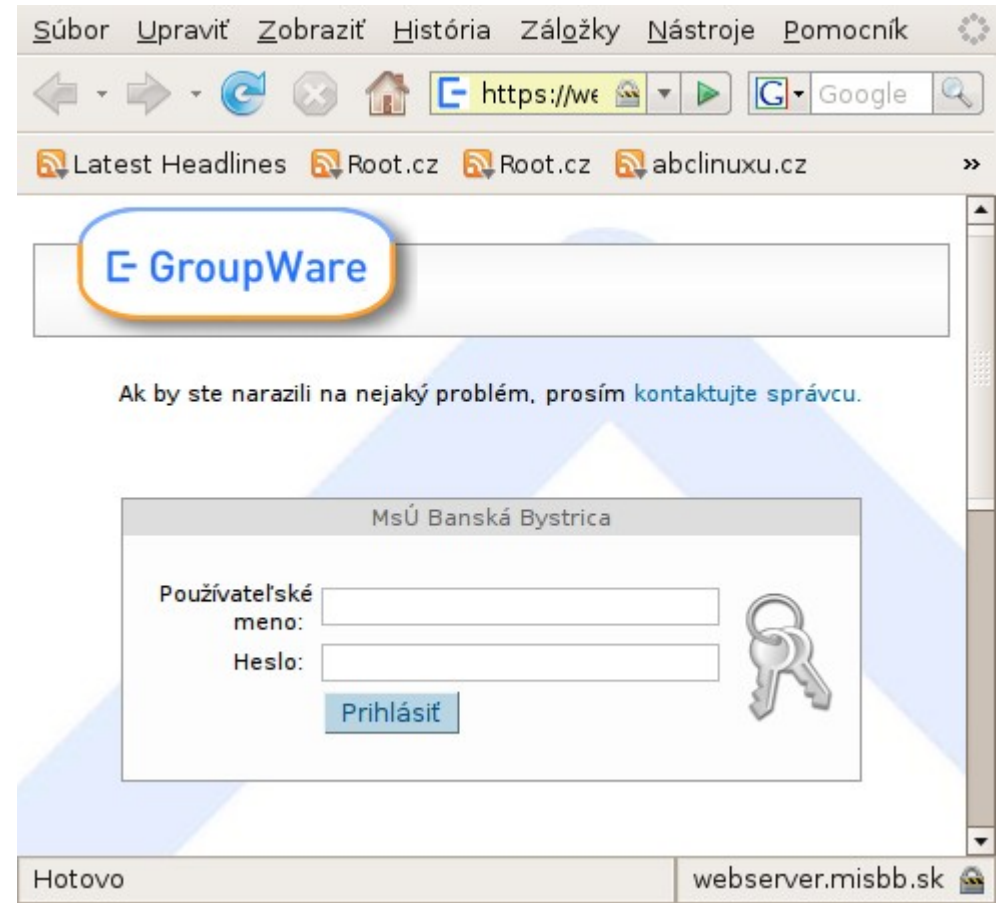 Súbor Upraviť Zobraziť História Záložky Nástroje Pomocník
https://we Google
Latest Headlines Root.cz Root.cz abclinuxu.cz »
E- GroupWare
Ak by ste narazili na nejaký problém, prosím kontaktujte správcu.
MsÚ Banská Bystrica
Používateľské
meno:
Heslo:
Prihlásiť
Hotovo webserver.misbb.sk